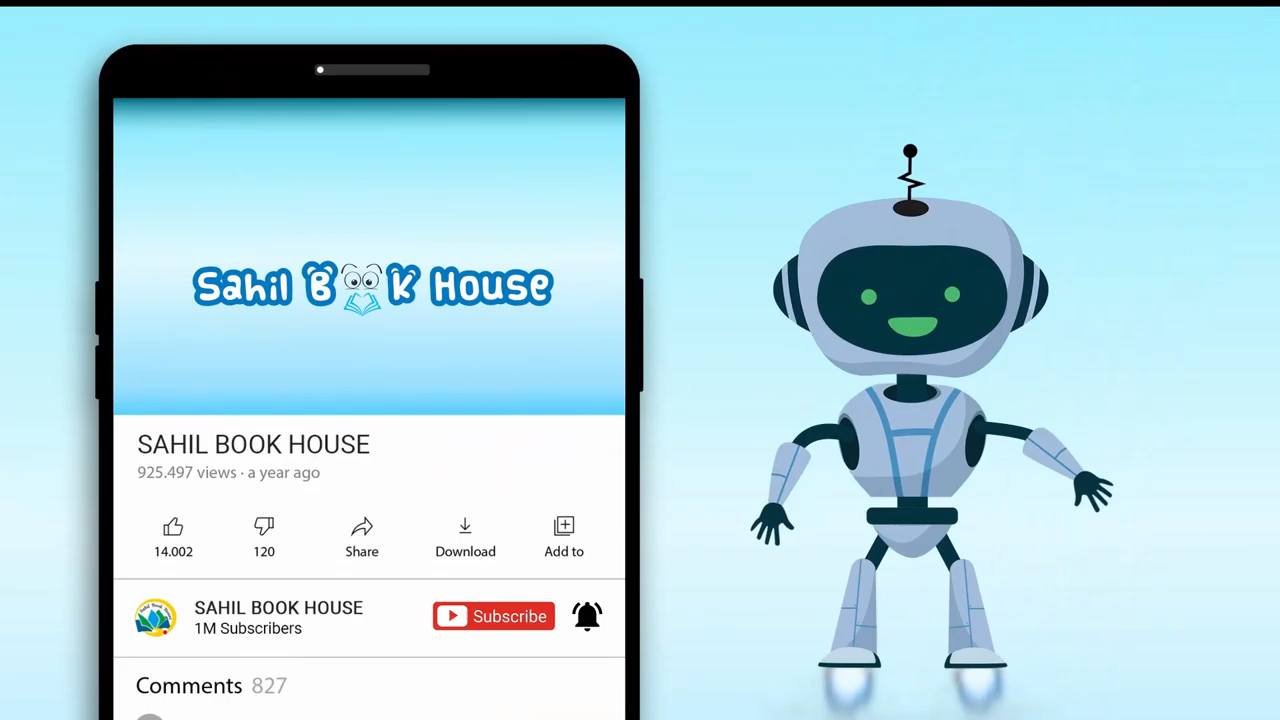 Sahil Book House
SAHIL BOOK HOUSE
925.497 views · a year ago
14.002
120
Share
Download
Add to
SAHIL BOOK HOUSE
1M Subscribers
Subscribe
Comments 827